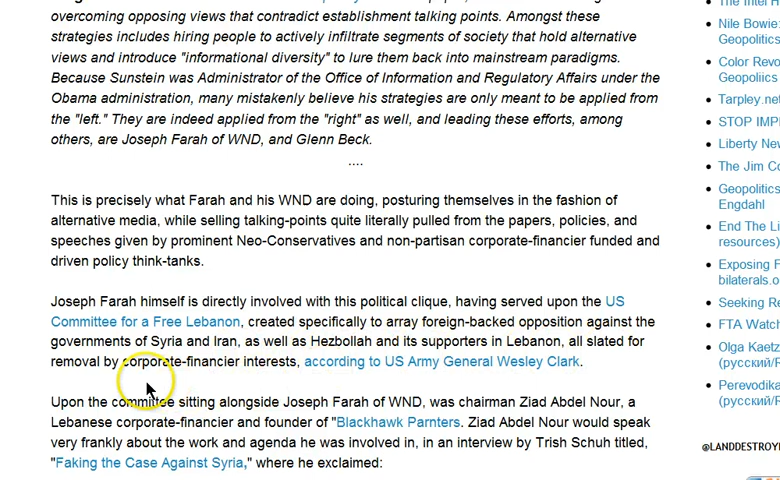 overcoming opposing views that contradict establishment talking points. Amongst these
strategies includes hiring people to actively infiltrate segments of society that hold alternative
views and introduce "informational diversity" to lure them back into mainstream paradigms.
Because Sunstein was Administrator of the Office of Information and Regulatory Affairs under the
Obama administration, many mistakenly believe his strategies are only meant to be applied from
the "left." They are indeed applied from the "right" as well, and leading these efforts, among
others, are Joseph Farah of WND, and Glenn Beck.
....
This is precisely what Farah and his WND are doing, posturing themselves in the fashion of
alternative media, while selling talking-points quite literally pulled from the papers, policies, and
speeches given by prominent Neo-Conservatives and non-partisan corporate-financier funded and
driven policy think-tanks.
Joseph Farah himself is directly involved with this political clique, having served upon the US
Committee for a Free Lebanon, created specifically to array foreign-backed opposition against the
governments of Syria and Iran, as well as Hezbollah and its supporters in Lebanon, all slated for
removal by corporate-financier interests, according to US Army General Wesley Clark.
Upon the committee sitting alongside Joseph Farah of WND, was chairman Ziad Abdel Nour, a
Lebanese corporate-financier and founder of "Blackhawk Parnters. Ziad Abdel Nour would speak
very frankly about the work and agenda he was involved in, in an interview by Trish Schuh titled,
"Faking the Case Against Syria," where he exclaimed:
The Intel H
Nile Bowie:
Geopolitics
Color Revo
Geopoliics
Tarpley.net
STOP IMPI
Liberty New
The Jim Co
Geopolitics
Engdahl
End The Li
resources)
Exposing F
bilaterals.o
Seeking Re
FTA Watch
Olga Kaetz
(русский/F
Perevodika
(русский/F
@LANDDESTROYE